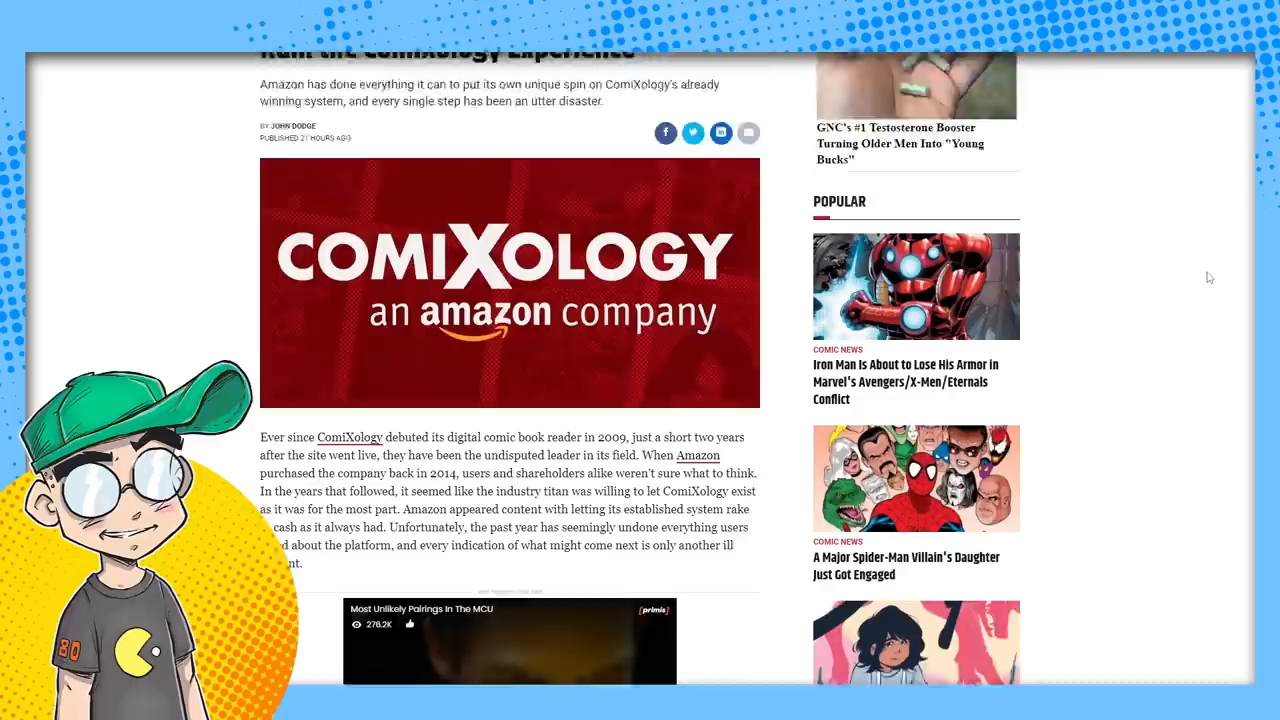 Amazon has done everything it can to put its own unique spin on ComiXology's already
winning system, and every single step has been an utter disaster.
BY JOHN DODGE
PUBLISHED 21 HOURS AGO
COMIXOLOGY
an amazon company
Ever since ComiXology debuted its digital comic book reader in 2009, just a short two years
after the site went live, they have been the undisputed leader in its field. When Amazon
purchased the company back in 2014, users and shareholders alike weren't sure what to think.
In the years that followed, it seemed like the industry titan was willing to let ComiXology exist
as it was for the most part. Amazon appeared content with letting its established system rake
cash as it always had. Unfortunately, the past year has seemingly undone everything users
about the platform, and every indication of what might come next is only another ill
Most Unlikely Pairings In The MCU
[primis]
276.2K
GNC's #1 Testosterone Booster
Turning Older Men Into "Young
Bucks"
POPULAR
COMIC NEWS
Iron Man Is About to Lose His Armor in
Marvel's Avengers/X-Men/Eternals
Conflict
COMIC NEWS
A Major Spider-Man Villain's Daughter
Just Got Engaged
80